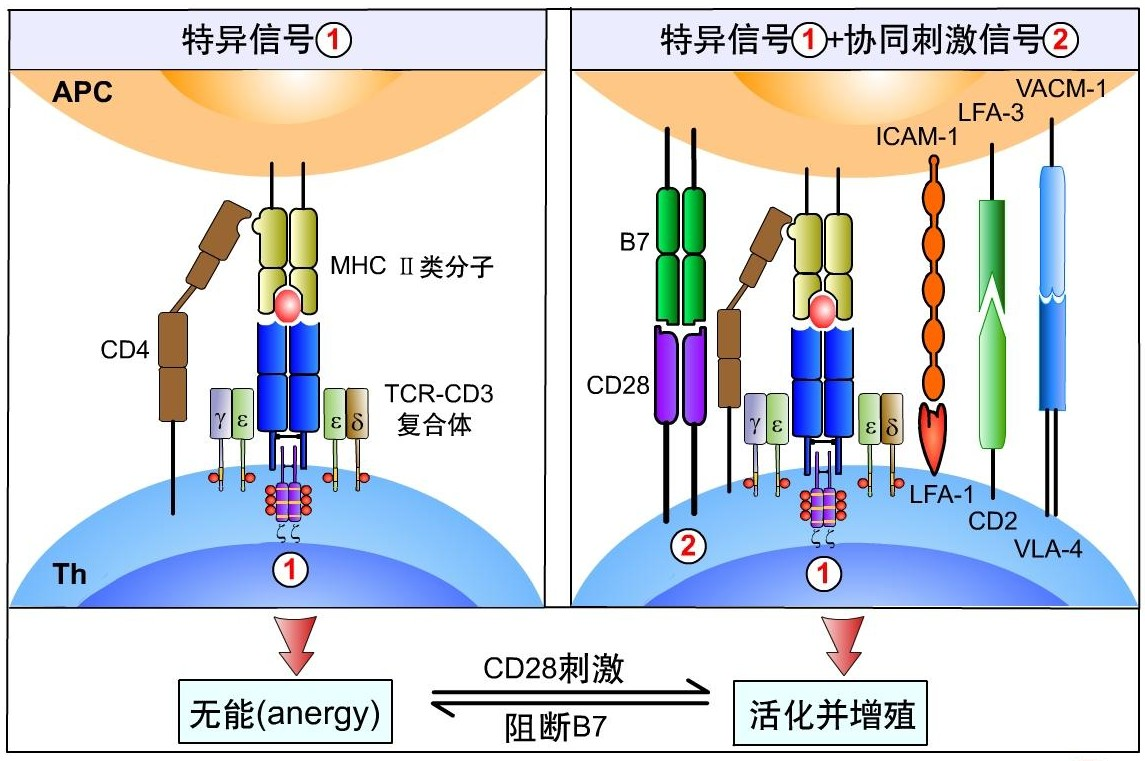 特异信号①
APC
MHC Ⅱ类分子
CD4
TCR-CD3
复合体
γ ε ε δ
ζ ζ
Th
①
特异信号①+协同刺激信号②
VACM-1
LFA-3
ICAM-1
B7
CD28
γ ε ε δ
LFA-1
CD2
ζ ζ
VLA-4
②
①
CD28刺激
无能(anergy)
活化并增殖
阻断B7